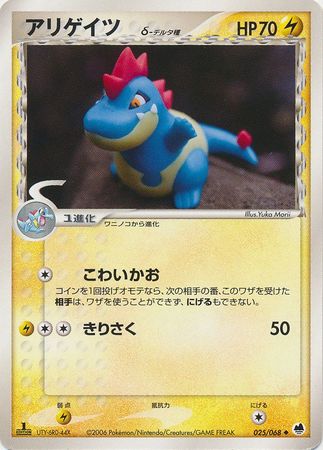 アリゲイツ δ-デルタ種 HP70
Illus.Yuka Morii
1進化 ワニノコから進化
こわいかお
コインを1回投げオモテなら、次の相手の番、このワザを受けた
相手は、ワザを使うことができず、にげるもできない。
きりさく 50
弱点 抵抗力 にげる
1 EDITION UTY-6R0-44X ©2006 Pokémon/Nintendo/Creatures/GAME FREAK. 025/068